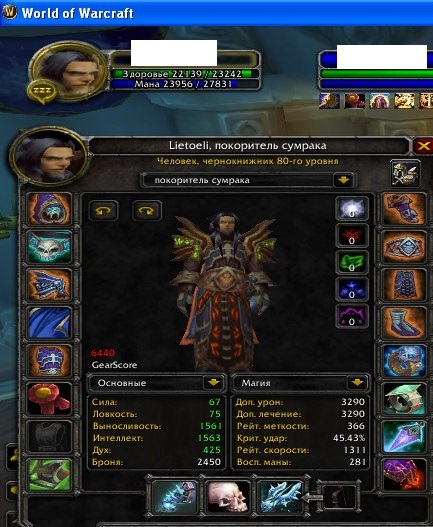 World of Warcraft
Здоровье 22139 / 23242
Мана 23956 / 27831
zzz
Lietoeli, покоритель сумрака
Человек, чернокнижник 80-го уровня
покоритель сумрака
0
0
0
0
0
6440
GearScore
Основные
Магия
Сила: 67
Ловкость: 75
Выносливость: 1561
Интеллект: 1563
Дух: 425
Броня: 2450
Доп. урон: 3290
Доп. лечение: 3290
Рейт. меткости: 366
Крит. удар: 45.43%
Рейт. скорости: 1311
Восп. маны: 281